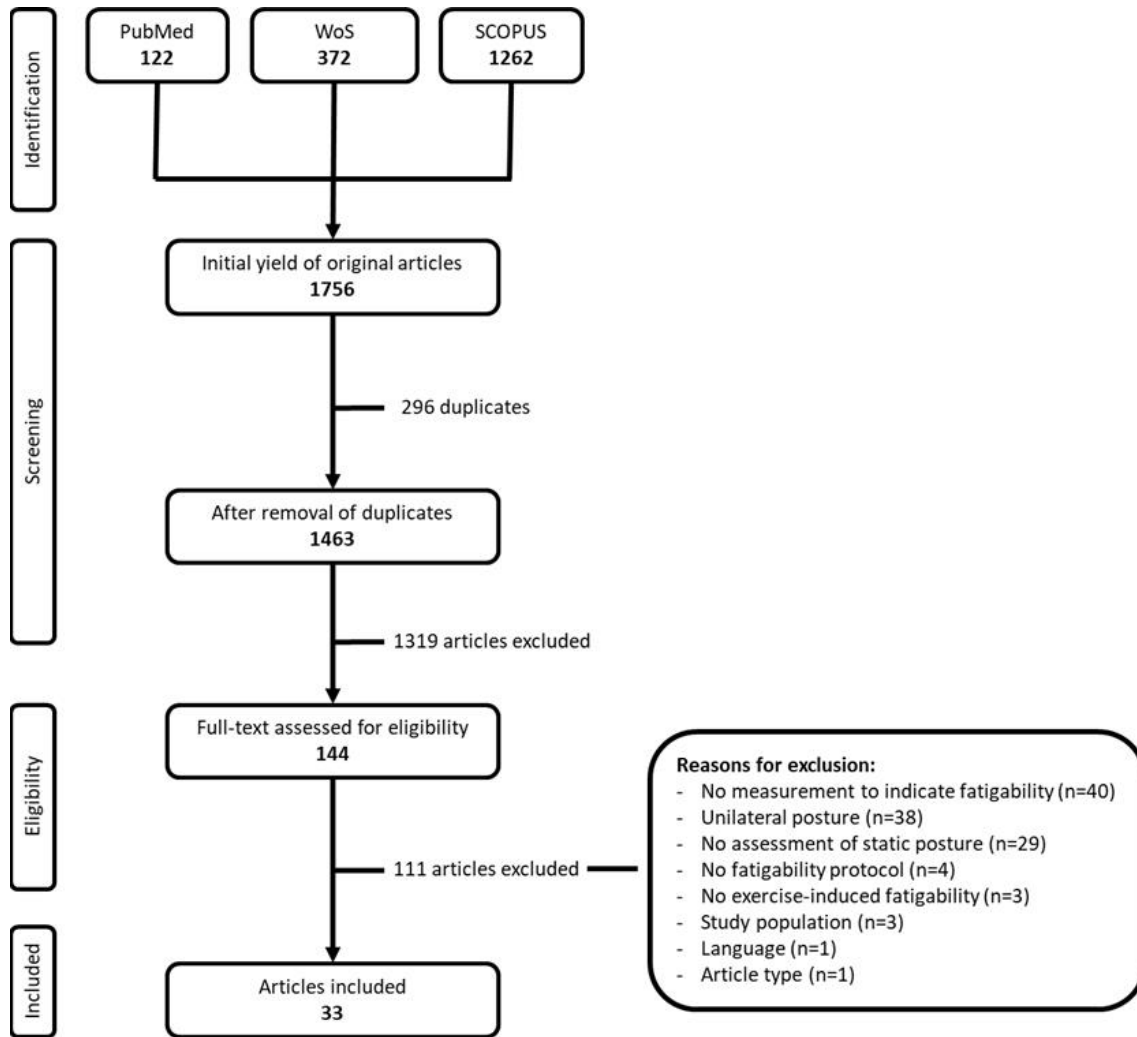 Identification
PubMed
122
WoS
372
SCOPUS
1262
Screening
Initial yield of original articles
1756
296 duplicates
After removal of duplicates
1463
1319 articles excluded
Eligibility
Full-text assessed for eligibility
144
111 articles excluded
Reasons for exclusion:
- No measurement to indicate fatigability (n=40)
- Unilateral posture (n=38)
- No assessment of static posture (n=29)
- No fatigability protocol (n=4)
- No exercise-induced fatigability (n=3)
- Study population (n=3)
- Language (n=1)
- Article type (n=1)
Included
Articles included
33